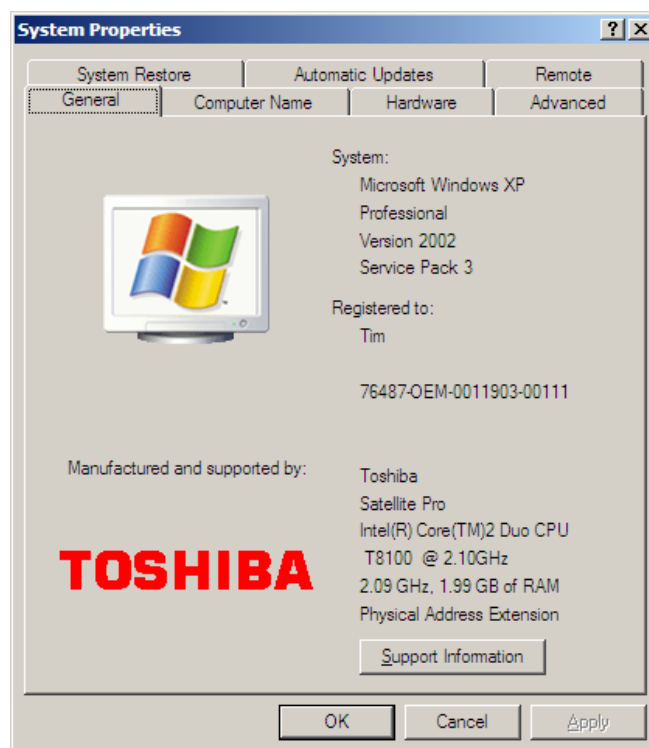 System Properties
System Restore
Automatic Updates
Remote
General
Computer Name
Hardware
Advanced
System:
Microsoft Windows XP
Professional
Version 2002
Service Pack 3
Registered to:
Tim
76487-OEM-0011903-00111
Manufactured and supported by:
TOSHIBA
Toshiba
Satellite Pro
Intel(R) Core(TM)2 Duo CPU
T8100 @ 2.10GHz
2.09 GHz, 1.99 GB of RAM
Physical Address Extension
Support Information
OK
Cancel
Apply